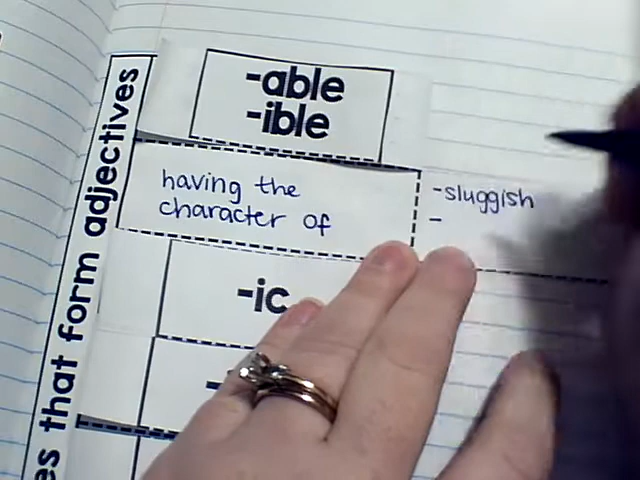 -able
-ible
having the
character of
-sluggish
-
-ic
es that form adjectives